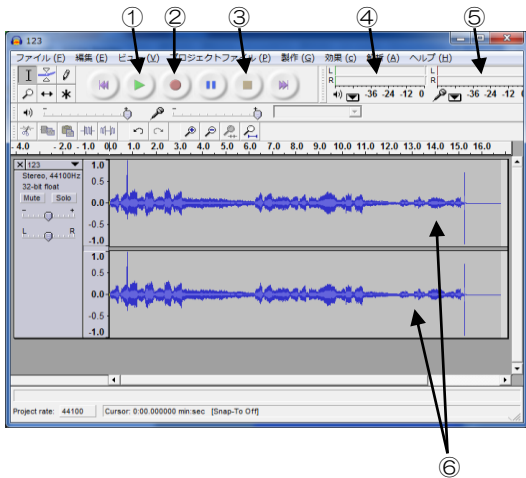 ① ② ③ ④ ⑤
123
ファイル (F) 編集 (E) ビュー (V) プロジェクトファイル (P) 製作 (G) 効果 (c) (A) ヘルプ (H)
L R -36 -24 -12 0
L R -36 -24 -12 0
- +
- +
- 4.0 - 2.0 - 1.0 0.0 1.0 2.0 3.0 4.0 5.0 6.0 7.0 8.0 9.0 10.0 11.0 12.0 13.0 14.0 15.0 16.0
123
Stereo, 44100Hz
32-bit float
Mute Solo
- +
L R
1.0
0.5
0.0
-0.5
-1.0
1.0
0.5
0.0
-0.5
-1.0
Project rate: 44100 Cursor: 0:00.000000 min:sec [Snap-To Off]
⑥